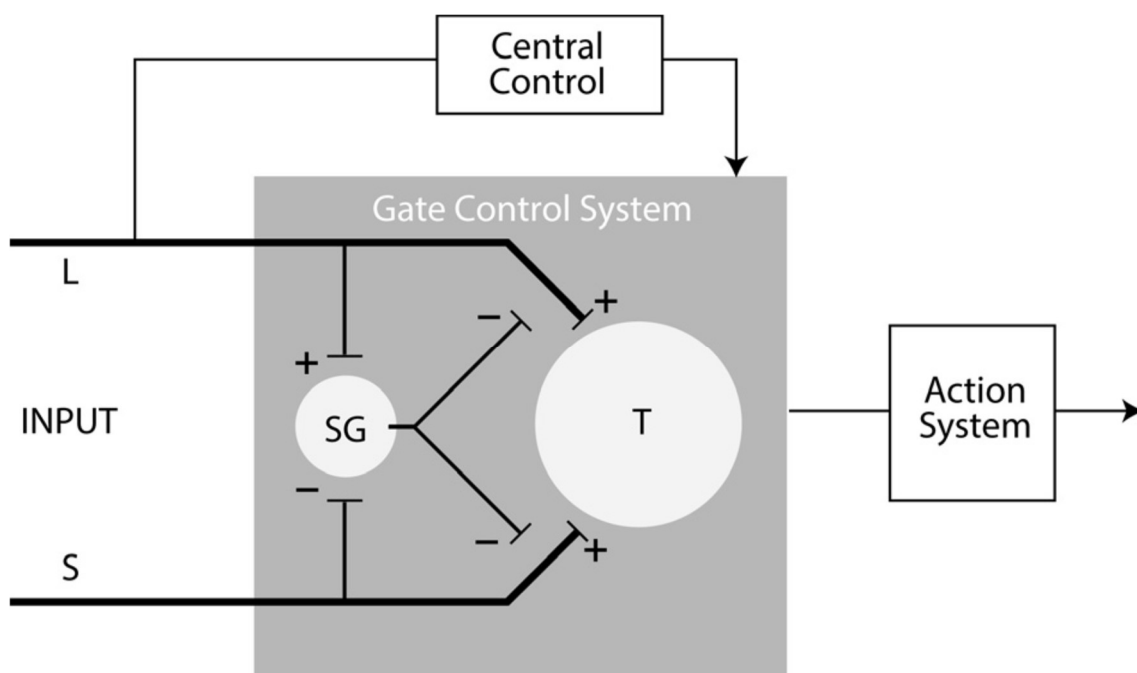 Central
Control
Gate Control System
L
+
-
+
SG
T
INPUT
-
-
+
S
Action
System